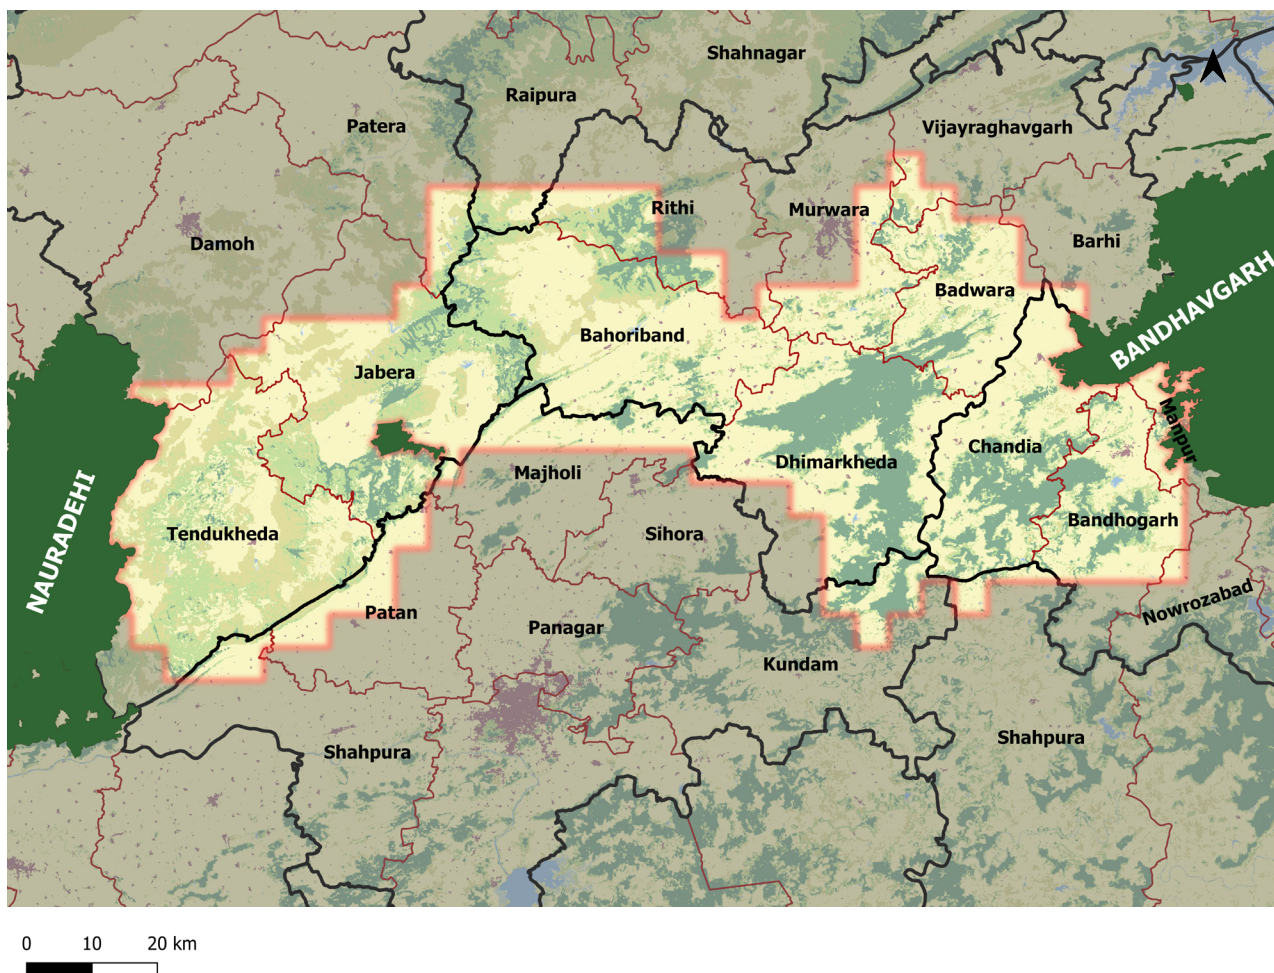 Shahnagar
Raipura
Patera
Vijayraghavgarh
Rithi
Murwara
Damoh
Barhi
Badwara
BANDHAVGARH
Bahoriband
Jabera
Manpur
Chandia
Dhimarkheda
Majholi
Bandhogarh
Tendukheda
Sihora
NAURADEHI
Nowrozabad
Patan
Panagar
Kundam
Shahpura
Shahpura
0 10 20 km